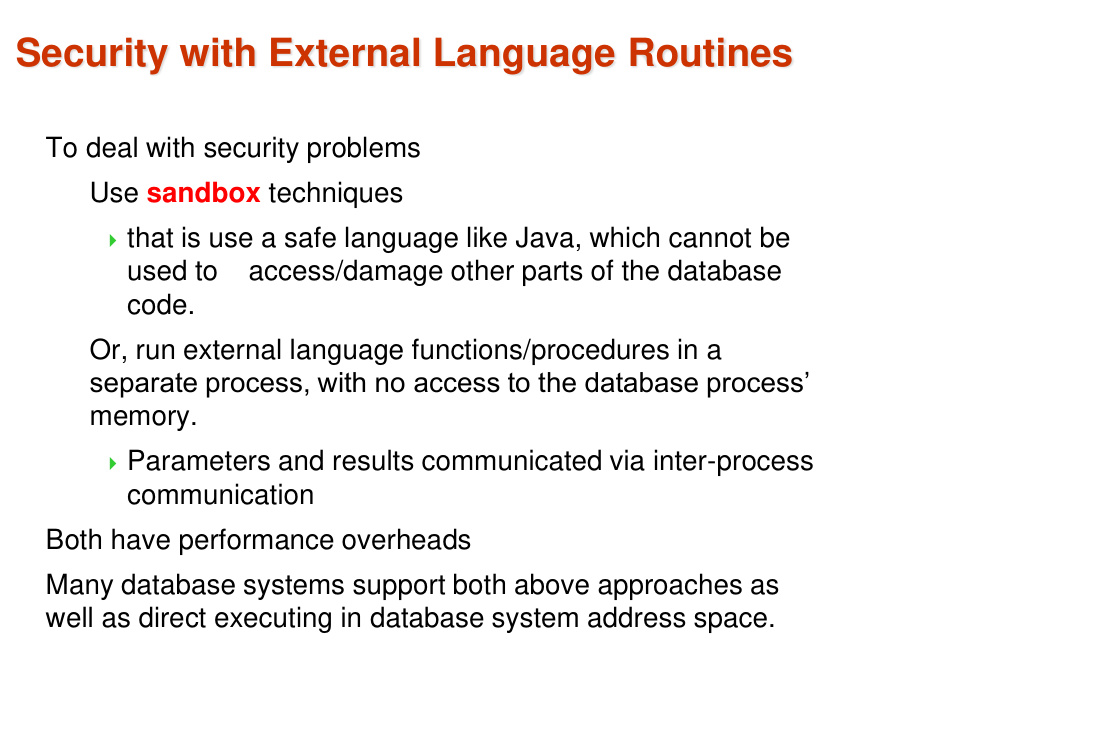 Security with External Language Routines
To deal with security problems
Use sandbox techniques
that is use a safe language like Java, which cannot be
used to access/damage other parts of the database
code.
Or, run external language functions/procedures in a
separate process, with no access to the database process’
memory.
Parameters and results communicated via inter-process
communication
Both have performance overheads
Many database systems support both above approaches as
well as direct executing in database system address space.